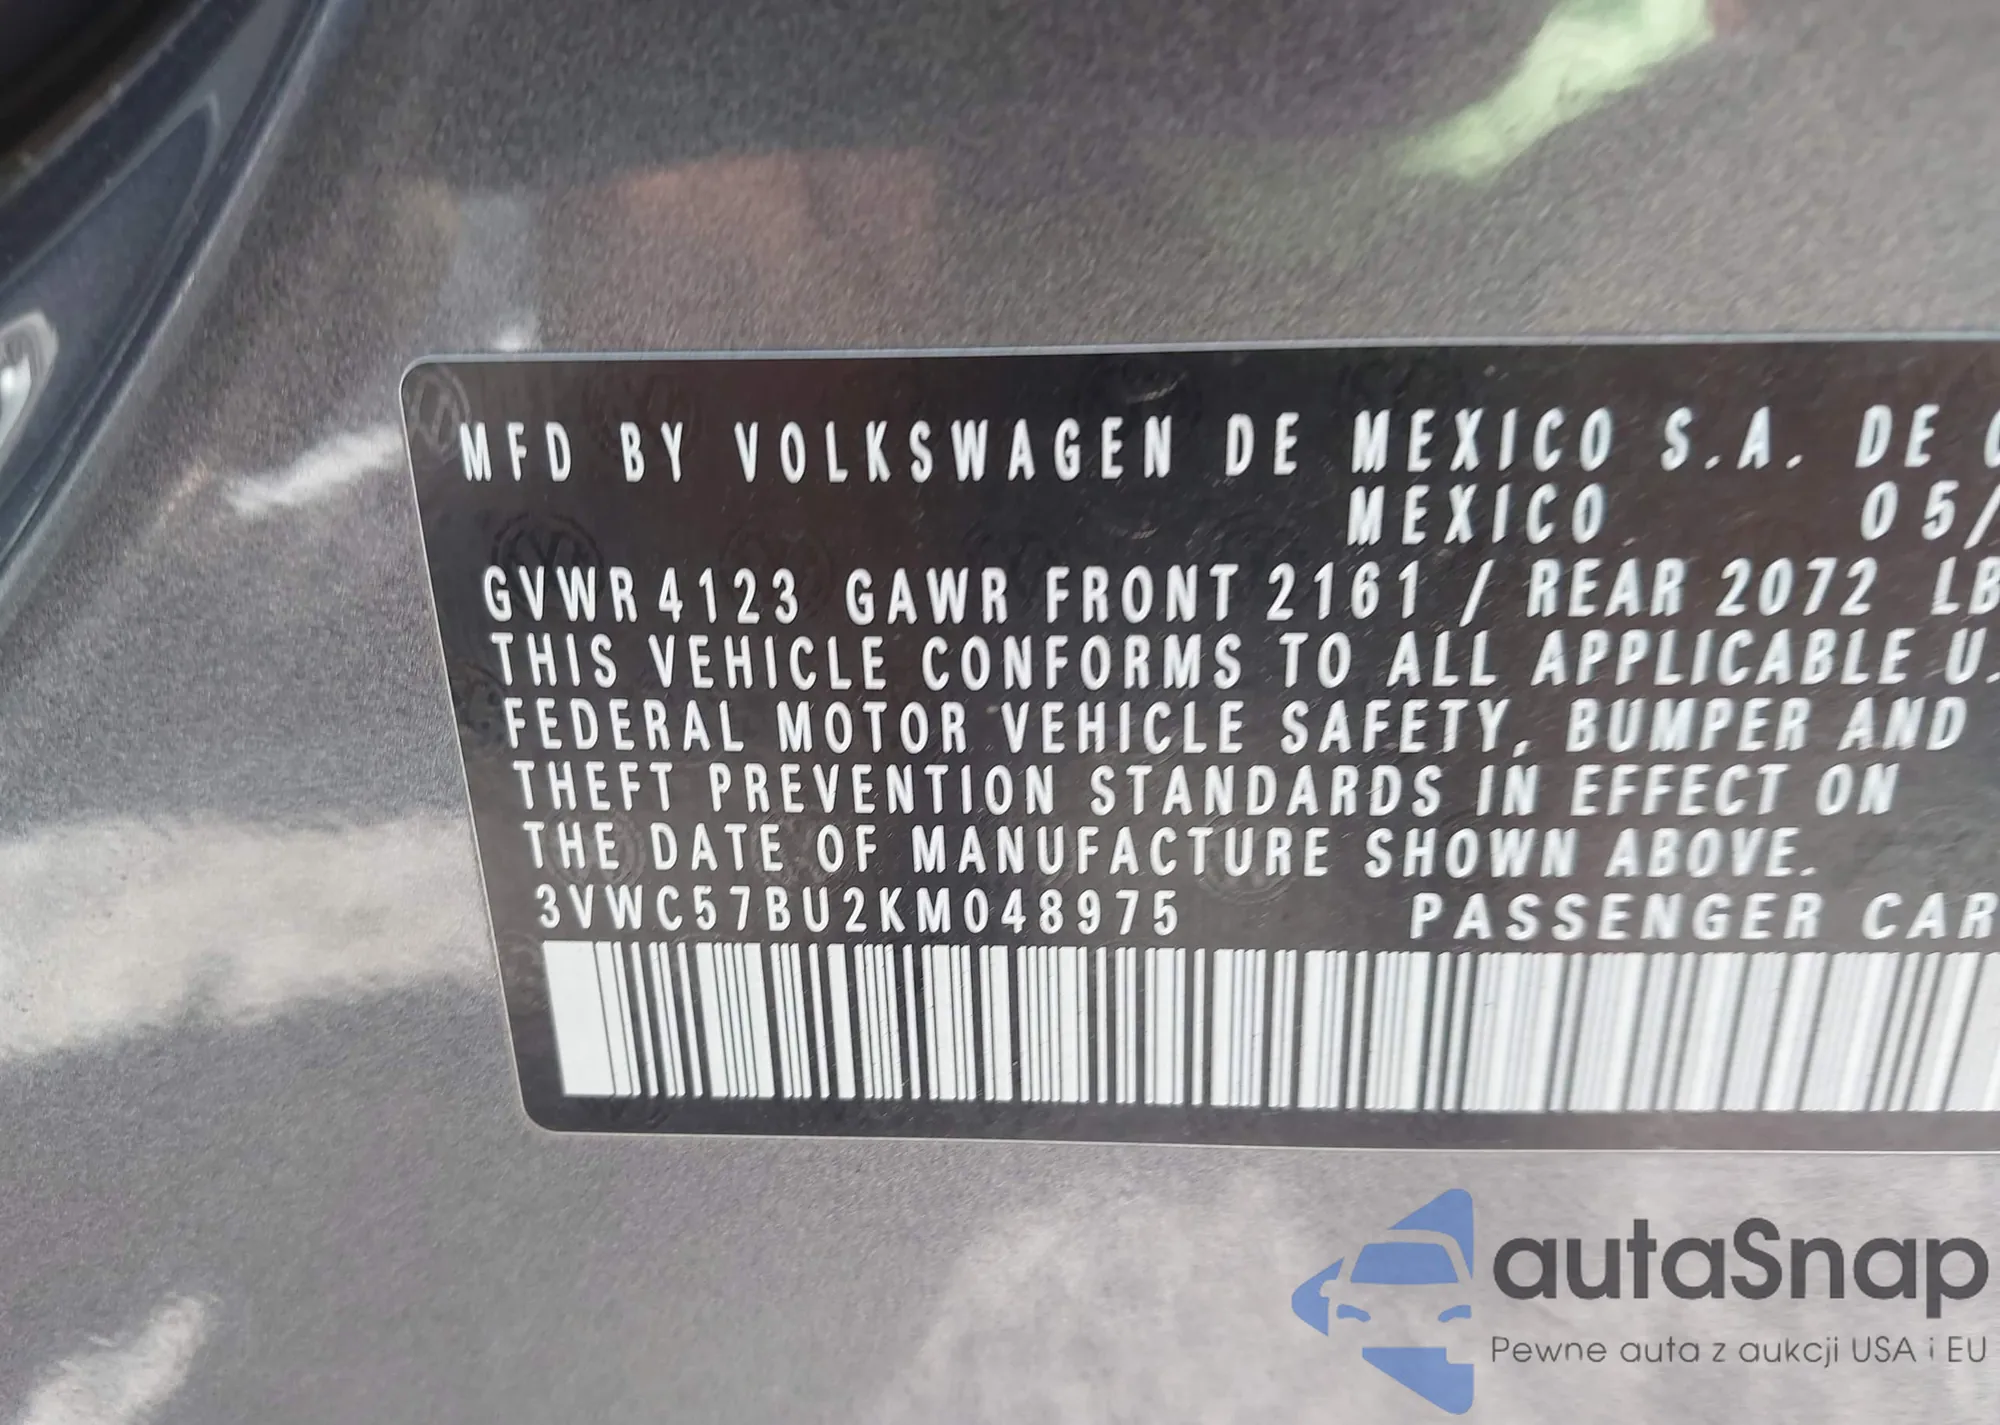 MFD BY VOLKSWAGEN DE MEXICO S.A. DE C
MEXICO 05/
GVWR 4123 GAWR FRONT 2161 / REAR 2072 LB
THIS VEHICLE CONFORMS TO ALL APPLICABLE U.
FEDERAL MOTOR VEHICLE SAFETY, BUMPER AND
THEFT PREVENTION STANDARDS IN EFFECT ON
THE DATE OF MANUFACTURE SHOWN ABOVE.
3VWC57BU2KM048975 PASSENGER CAR
autaSnap
Pewne auta z aukcji USA i EU